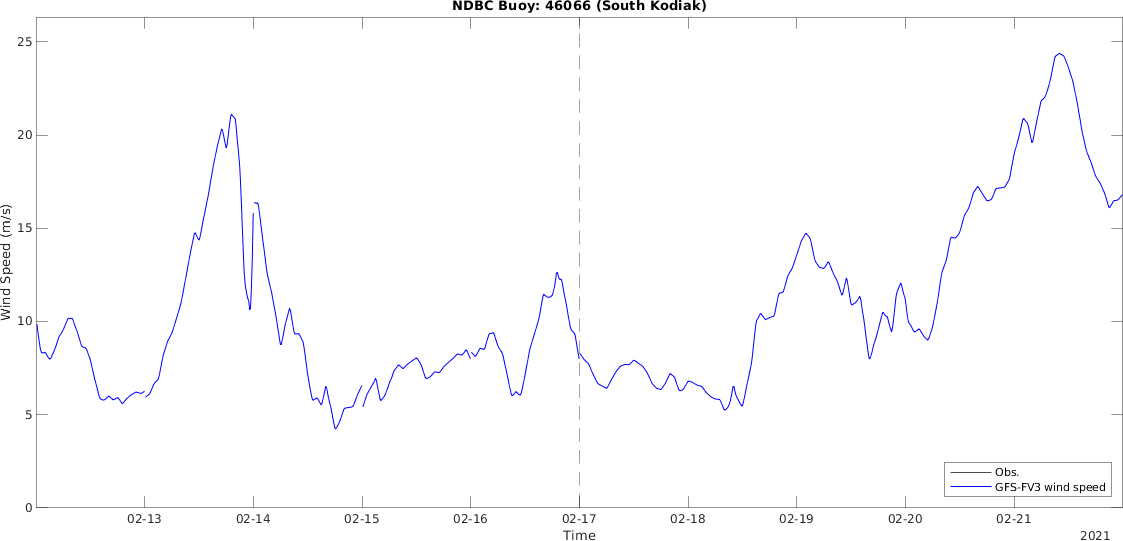 NDBC Buoy: 46066 (South Kodiak)
25
20
15
10
5
0
Wind Speed (m/s)
02-13 02-14 02-15 02-16 02-17 02-18 02-19 02-20 02-21
Time
2021
Obs.
GFS-FV3 wind speed